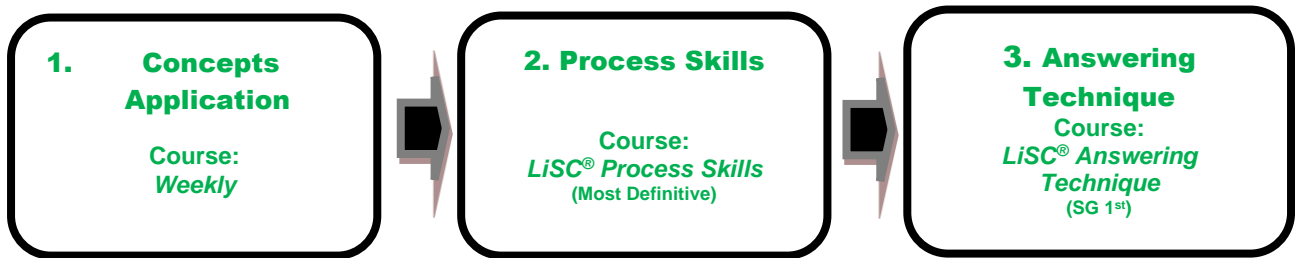 1. Concepts
Application
Course:
Weekly
2. Process Skills
Course:
LiSC® Process Skills
(Most Definitive)
3. Answering
Technique
Course:
LiSC® Answering
Technique
(SG 1st)